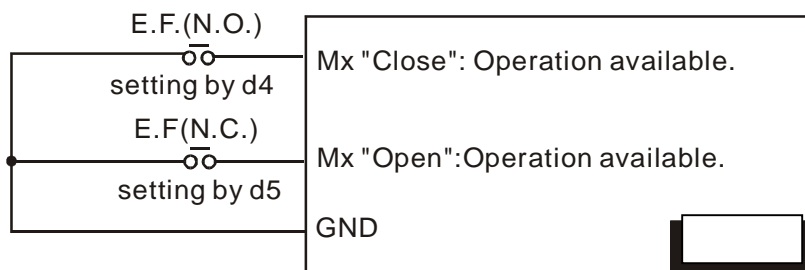 E.F.(N.O.)
Mx "Close": Operation available.
setting by d4
E.F(N.C.)
Mx "Open":Operation available.
setting by d5
GND